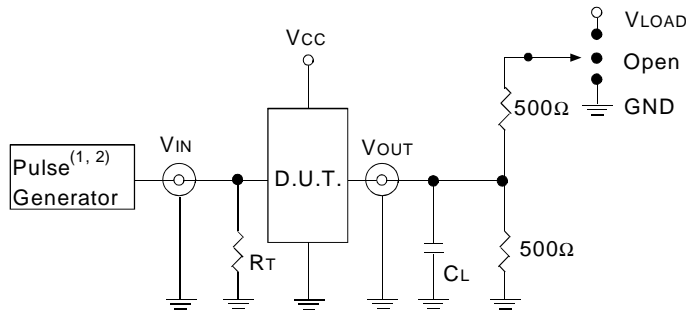 VLOAD
VCC
Open
500Ω
GND
VIN
VOUT
Pulse(1, 2)
Generator
D.U.T.
RT
CL
500Ω